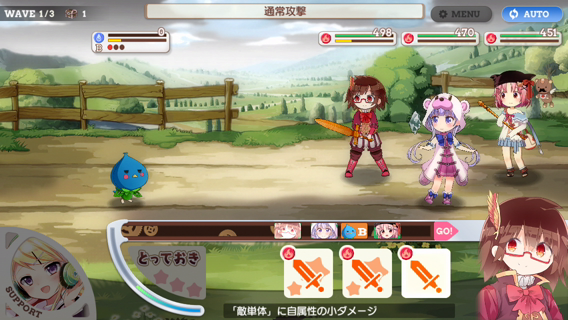 WAVE 1/3 1
通常攻撃
MENU
AUTO
0
B
498
470
451
B
GO!
とっておき
SUPPORT
「敵単体」に自属性の小ダメージ